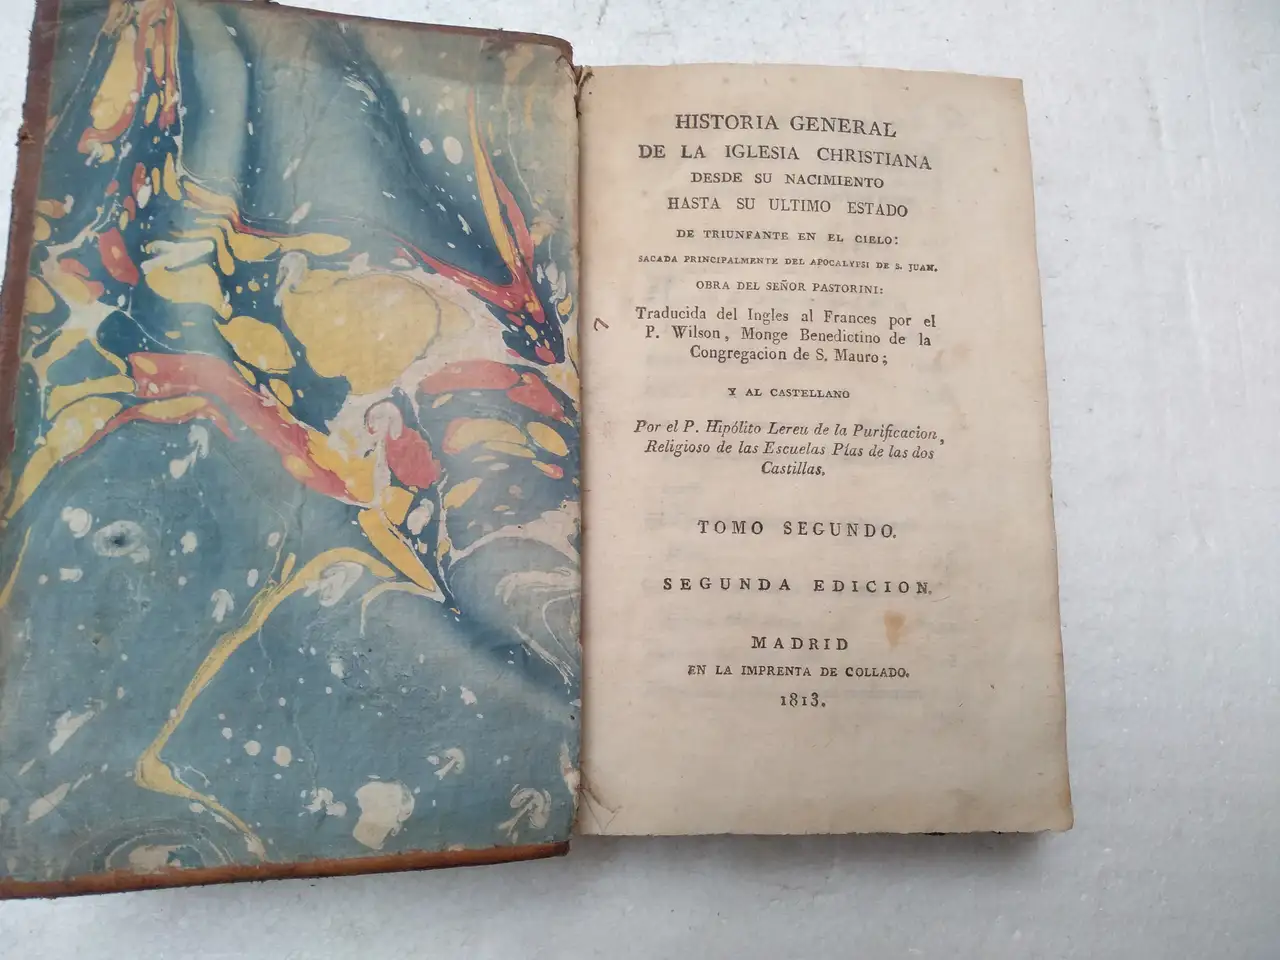 HISTORIA GENERAL
DE LA IGLESIA CHRISTIANA
DESDE SU NACIMIENTO
HASTA SU ULTIMO ESTADO
DE TRIUNFANTE EN EL CIELO:
SACADA PRINCIPALMENTE DEL APOCALYPSI DE S. JUAN.
OBRA DEL SEÑOR PASTORINI:
Traducida del Ingles al Frances por el
P. Wilson, Monge Benedictino de la
Congregacion de S. Mauro;
Y AL CASTELLANO
Por el P. Hipólito Lereu de la Purificacion,
Religioso de las Escuelas Pías de las dos
Castillas.
TOMO SEGUNDO.
SEGUNDA EDICION.
MADRID
EN LA IMPRENTA DE COLLADO.
1813.